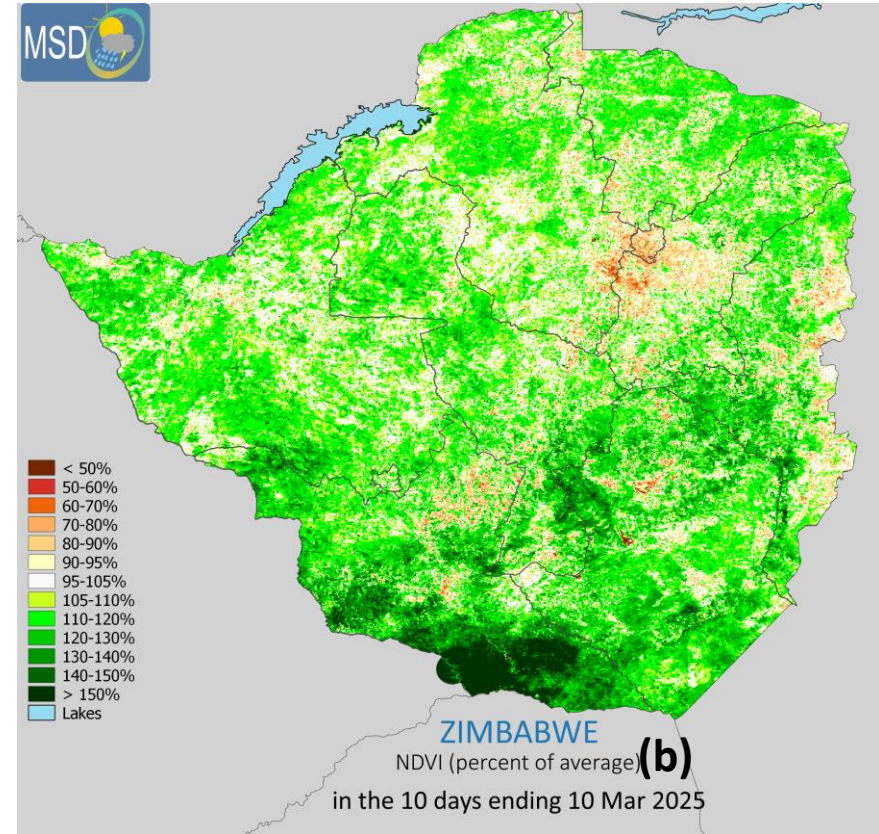 MSD
< 50%
50-60%
60-70%
70-80%
80-90%
90-95%
95-105%
105-110%
110-120%
120-130%
130-140%
140-150%
> 150%
Lakes
ZIMBABWE
NDVI (percent of average) (b)
in the 10 days ending 10 Mar 2025